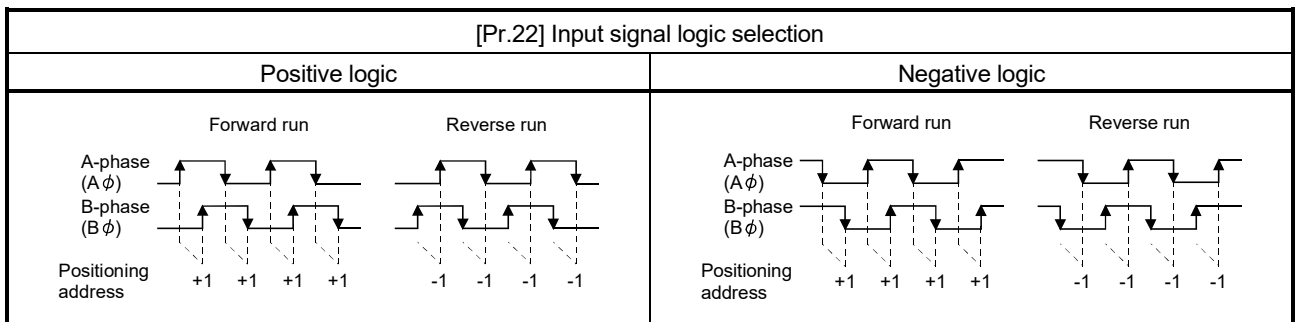 [Pr.22] Input signal logic selection
Positive logic
Negative logic
Forward run
Reverse run
A-phase
(Aϕ)
B-phase
(Bϕ)
Positioning
address
+1 +1 +1 +1
-1 -1 -1 -1
Forward run
Reverse run
A-phase
(Aϕ)
B-phase
(Bϕ)
Positioning
address
+1 +1 +1 +1
-1 -1 -1 -1